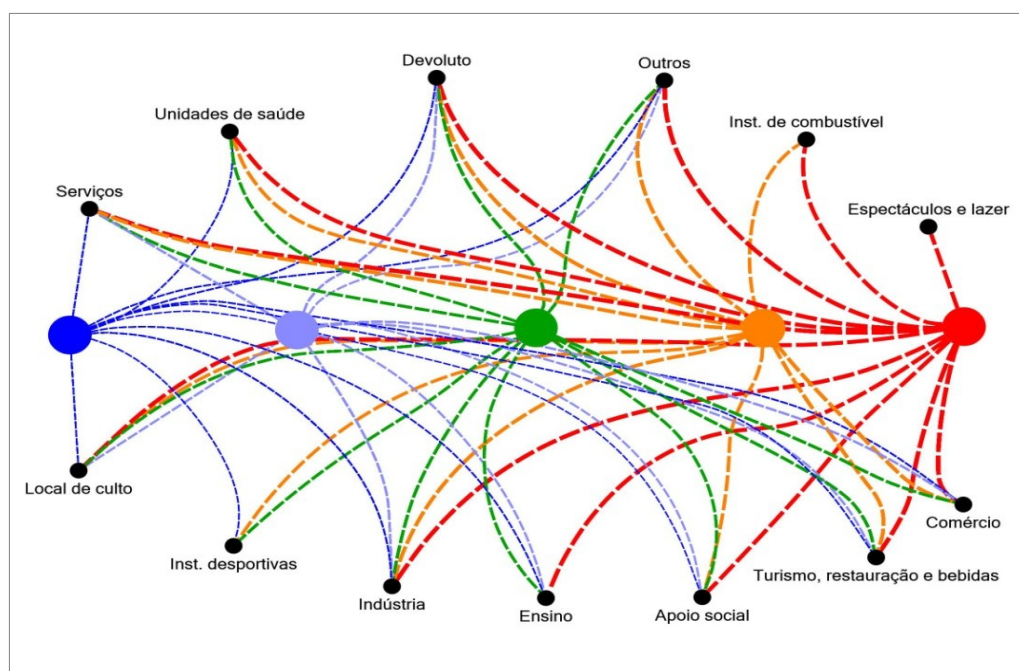 Devoluto
Outros
Unidades de saúde
Inst. de combustível
Serviços
Espectáculos e lazer
Local de culto
Comércio
Inst. desportivas
Turismo, restauração e bebidas
Indústria
Ensino
Apoio social